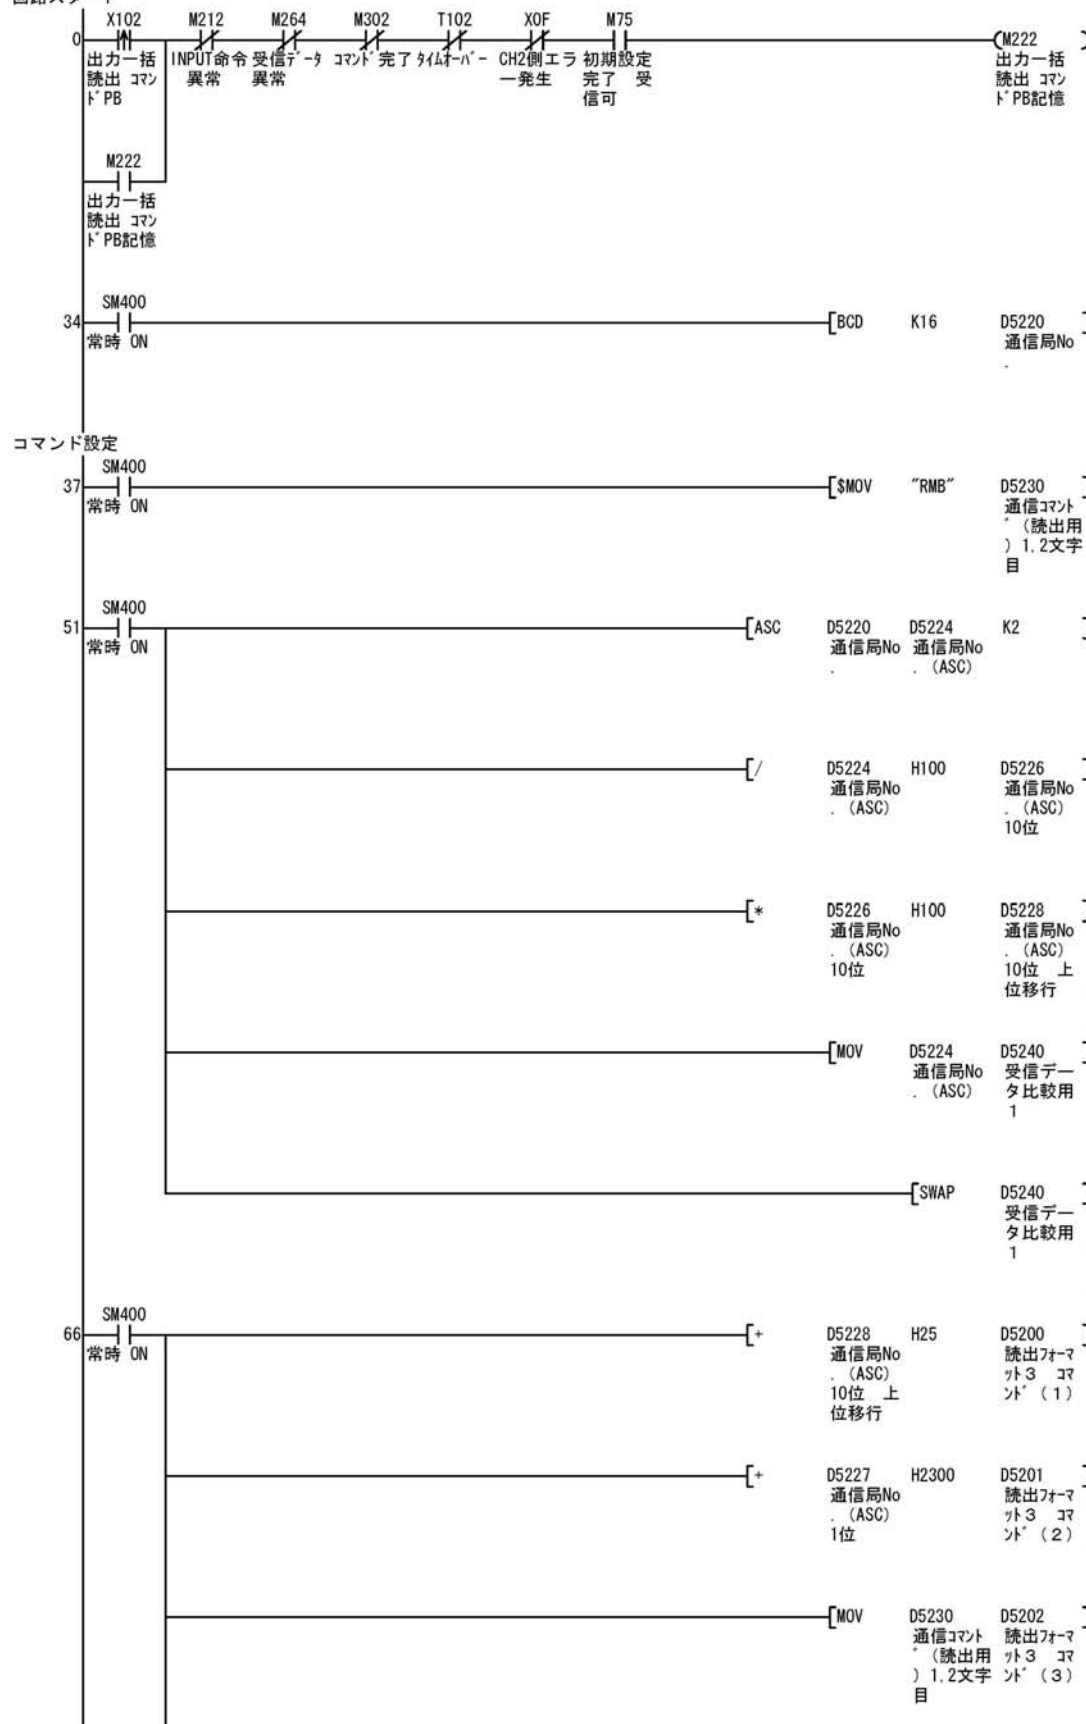 X102 M212 M264 M302 T102 X0F M75
0 (M222 )
出力一括 INPUT命令 受信データ コマンド完了 タイムオーバー CH2側エラ 初期設定 出力一括
読出 コマン 異常 異常 ー発生 完了 受 読出 コマン
ドPB 信可 ドPB記憶
M222
出力一括
読出 コマン
ドPB記憶
SM400
34 [BCD K16 D5220 ]
常時 ON 通信局No
.
コマンド設定
SM400
37 [$MOV "RMB" D5230 ]
常時 ON 通信コマント
゛(読出用
)1,2文字
目
SM400
51 [ASC D5220 D5224 K2 ]
常時 ON 通信局No 通信局No
. .(ASC)
[/ D5224 H100 D5226 ]
通信局No 通信局No
.(ASC) .(ASC)
10位
[* D5226 H100 D5228 ]
通信局No 通信局No
.(ASC) .(ASC)
10位 10位 上
位移行
[MOV D5224 D5240 ]
通信局No 受信デー
.(ASC) タ比較用
1
[SWAP D5240 ]
受信デー
タ比較用
1
SM400
66 [+ D5228 H25 D5200 ]
常時 ON 通信局No 読出フォーマ
.(ASC) ット3 コマ
10位 上 ンド(1)
位移行
[+ D5227 H2300 D5201 ]
通信局No 読出フォーマ
.(ASC) ット3 コマ
1位 ンド(2)
[MOV D5230 D5202 ]
通信コマント 読出フォーマ
゛(読出用 ット3 コマ
)1,2文字 ンド(3)
目